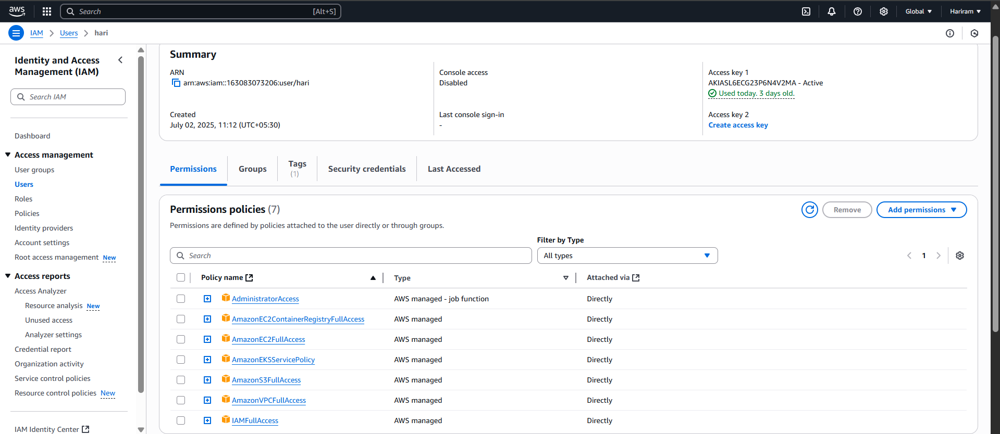 aws
Search
[Alt+S]
Global
Hariram
IAM
Users
hari
Identity and Access
Management (IAM)
Search IAM
Dashboard
Access management
User groups
Users
Roles
Policies
Identity providers
Account settings
Root access management New
Access reports
Access Analyzer
Resource analysis New
Unused access
Analyzer settings
Credential report
Organization activity
Service control policies
Resource control policies New
IAM Identity Center
Summary
ARN
arn:aws:iam::163083073206:user/hari
Console access
Disabled
Access key 1
AKIASL6ECG23P6N4V2MA - Active
Used today. 3 days old.
Created
July 02, 2025, 11:12 (UTC+05:30)
Last console sign-in
-
Access key 2
Create access key
Permissions
Groups
Tags
(1)
Security credentials
Last Accessed
Permissions policies (7)
Remove
Add permissions
Permissions are defined by policies attached to the user directly or through groups.
Filter by Type
Search
All types
1
Policy name
Type
Attached via
AdministratorAccess AWS managed - job function Directly
AmazonEC2ContainerRegistryFullAccess AWS managed Directly
AmazonEC2FullAccess AWS managed Directly
AmazonEKSServicePolicy AWS managed Directly
AmazonS3FullAccess AWS managed Directly
AmazonVPCFullAccess AWS managed Directly
IAMFullAccess AWS managed Directly